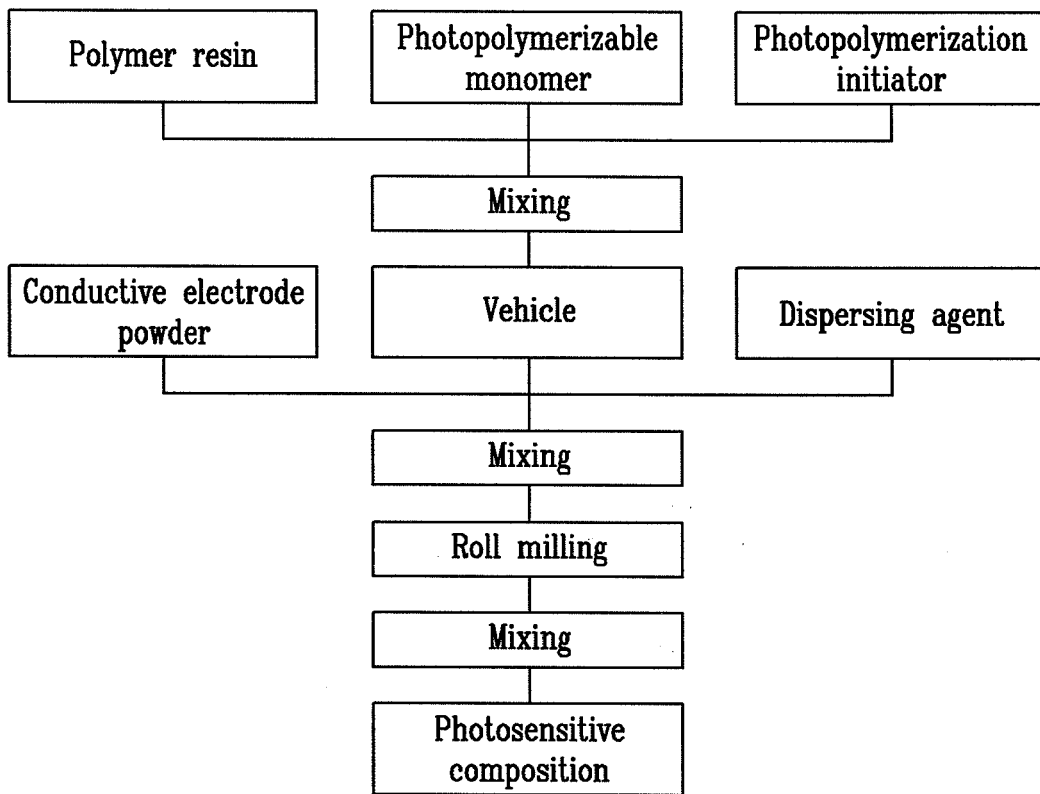 Polymer resin
Photopolymerizable
monomer
Photopolymerization
initiator
Mixing
Conductive electrode
powder
Vehicle
Dispersing agent
Mixing
Roll milling
Mixing
Photosensitive
composition